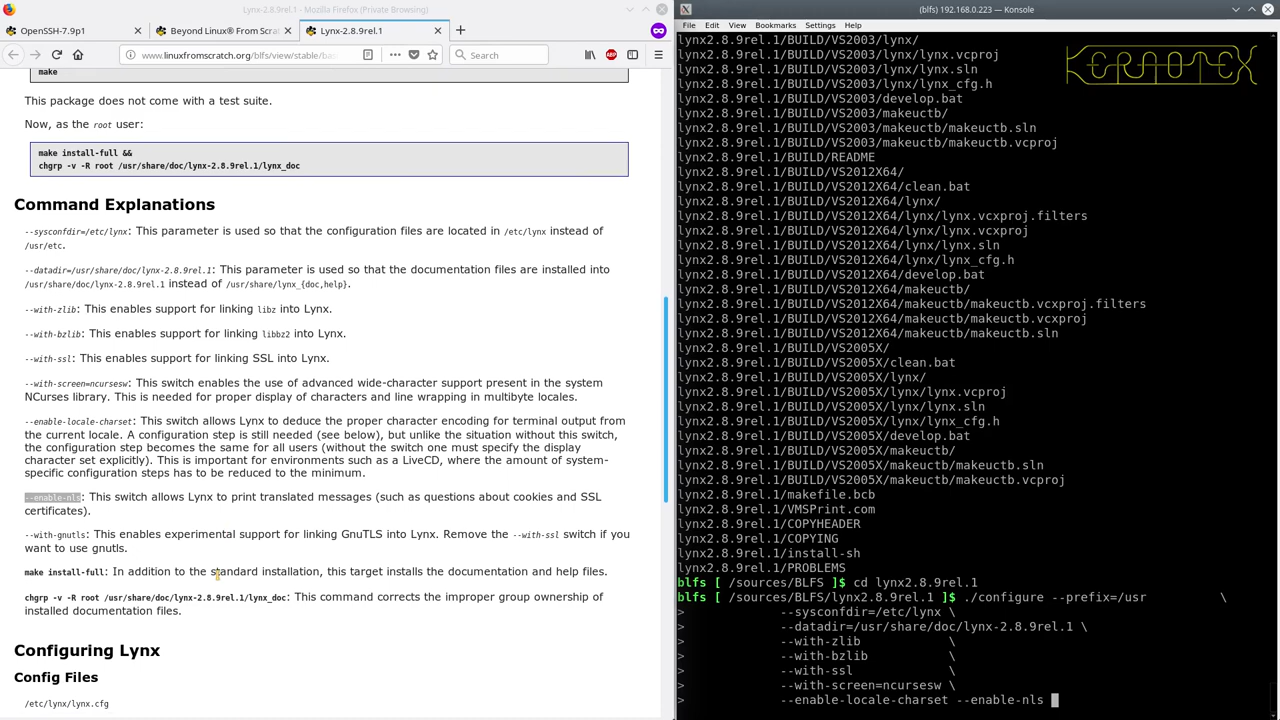 Lynx-2.8.9rel.1 - Mozilla Firefox (Private Browsing)
OpenSSH-7.9p1
Beyond Linux® From Scra
Lynx-2.8.9rel.1
www.linuxfromscratch.org/blfs/view/stable/bas
Search
make
This package does not come with a test suite.
Now, as the root user:
make install-full &&
chgrp -v -R root /usr/share/doc/lynx-2.8.9rel.1/lynx_doc
Command Explanations
--sysconfdir=/etc/lynx: This parameter is used so that the configuration files are located in /etc/lynx instead of
/usr/etc.
--datadir=/usr/share/doc/lynx-2.8.9rel.1: This parameter is used so that the documentation files are installed into
/usr/share/doc/lynx-2.8.9rel.1 instead of /usr/share/lynx_{doc,help}.
--with-zlib: This enables support for linking libz into Lynx.
--with-bzlib: This enables support for linking libbz2 into Lynx.
--with-ssl: This enables support for linking SSL into Lynx.
--with-screen=ncursesw: This switch enables the use of advanced wide-character support present in the system
NCurses library. This is needed for proper display of characters and line wrapping in multibyte locales.
--enable-locale-charset: This switch allows Lynx to deduce the proper character encoding for terminal output from
the current locale. A configuration step is still needed (see below), but unlike the situation without this switch,
the configuration step becomes the same for all users (without the switch one must specify the display
character set explicitly). This is important for environments such as a LiveCD, where the amount of system-
specific configuration steps has to be reduced to the minimum.
--enable-nls: This switch allows Lynx to print translated messages (such as questions about cookies and SSL
certificates).
--with-gnutls: This enables experimental support for linking GnuTLS into Lynx. Remove the --with-ssl switch if you
want to use gnutls.
make install-full: In addition to the standard installation, this target installs the documentation and help files.
chgrp -v -R root /usr/share/doc/lynx-2.8.9rel.1/lynx_doc: This command corrects the improper group ownership of
installed documentation files.
Configuring Lynx
Config Files
/etc/lynx/lynx.cfg
(blfs) 192.168.0.223 — Konsole
File Edit View Bookmarks Settings Help
KERAOTEX
lynx2.8.9rel.1/BUILD/VS2003/lynx/
lynx2.8.9rel.1/BUILD/VS2003/lynx/lynx.vcproj
lynx2.8.9rel.1/BUILD/VS2003/lynx/lynx.sln
lynx2.8.9rel.1/BUILD/VS2003/lynx/lynx_cfg.h
lynx2.8.9rel.1/BUILD/VS2003/develop.bat
lynx2.8.9rel.1/BUILD/VS2003/makeuctb/
lynx2.8.9rel.1/BUILD/VS2003/makeuctb/makeuctb.sln
lynx2.8.9rel.1/BUILD/VS2003/makeuctb/makeuctb.vcproj
lynx2.8.9rel.1/BUILD/README
lynx2.8.9rel.1/BUILD/VS2012X64/
lynx2.8.9rel.1/BUILD/VS2012X64/clean.bat
lynx2.8.9rel.1/BUILD/VS2012X64/lynx/
lynx2.8.9rel.1/BUILD/VS2012X64/lynx/lynx.vcxproj.filters
lynx2.8.9rel.1/BUILD/VS2012X64/lynx/lynx.vcxproj
lynx2.8.9rel.1/BUILD/VS2012X64/lynx/lynx.sln
lynx2.8.9rel.1/BUILD/VS2012X64/lynx/lynx_cfg.h
lynx2.8.9rel.1/BUILD/VS2012X64/develop.bat
lynx2.8.9rel.1/BUILD/VS2012X64/makeuctb/
lynx2.8.9rel.1/BUILD/VS2012X64/makeuctb/makeuctb.vcxproj.filters
lynx2.8.9rel.1/BUILD/VS2012X64/makeuctb/makeuctb.vcxproj
lynx2.8.9rel.1/BUILD/VS2012X64/makeuctb/makeuctb.sln
lynx2.8.9rel.1/BUILD/VS2005X/
lynx2.8.9rel.1/BUILD/VS2005X/clean.bat
lynx2.8.9rel.1/BUILD/VS2005X/lynx/
lynx2.8.9rel.1/BUILD/VS2005X/lynx/lynx.vcproj
lynx2.8.9rel.1/BUILD/VS2005X/lynx/lynx.sln
lynx2.8.9rel.1/BUILD/VS2005X/lynx/lynx_cfg.h
lynx2.8.9rel.1/BUILD/VS2005X/develop.bat
lynx2.8.9rel.1/BUILD/VS2005X/makeuctb/
lynx2.8.9rel.1/BUILD/VS2005X/makeuctb/makeuctb.sln
lynx2.8.9rel.1/BUILD/VS2005X/makeuctb/makeuctb.vcproj
lynx2.8.9rel.1/makefile.bcb
lynx2.8.9rel.1/VMSPrint.com
lynx2.8.9rel.1/COPYHEADER
lynx2.8.9rel.1/COPYING
lynx2.8.9rel.1/install-sh
lynx2.8.9rel.1/PROBLEMS
blfs [ /sources/BLFS ]$ cd lynx2.8.9rel.1
blfs [ /sources/BLFS/lynx2.8.9rel.1 ]$ ./configure --prefix=/usr \
> --sysconfdir=/etc/lynx \
> --datadir=/usr/share/doc/lynx-2.8.9rel.1 \
> --with-zlib \
> --with-bzlib \
> --with-ssl \
> --with-screen=ncursesw \
> --enable-locale-charset --enable-nls